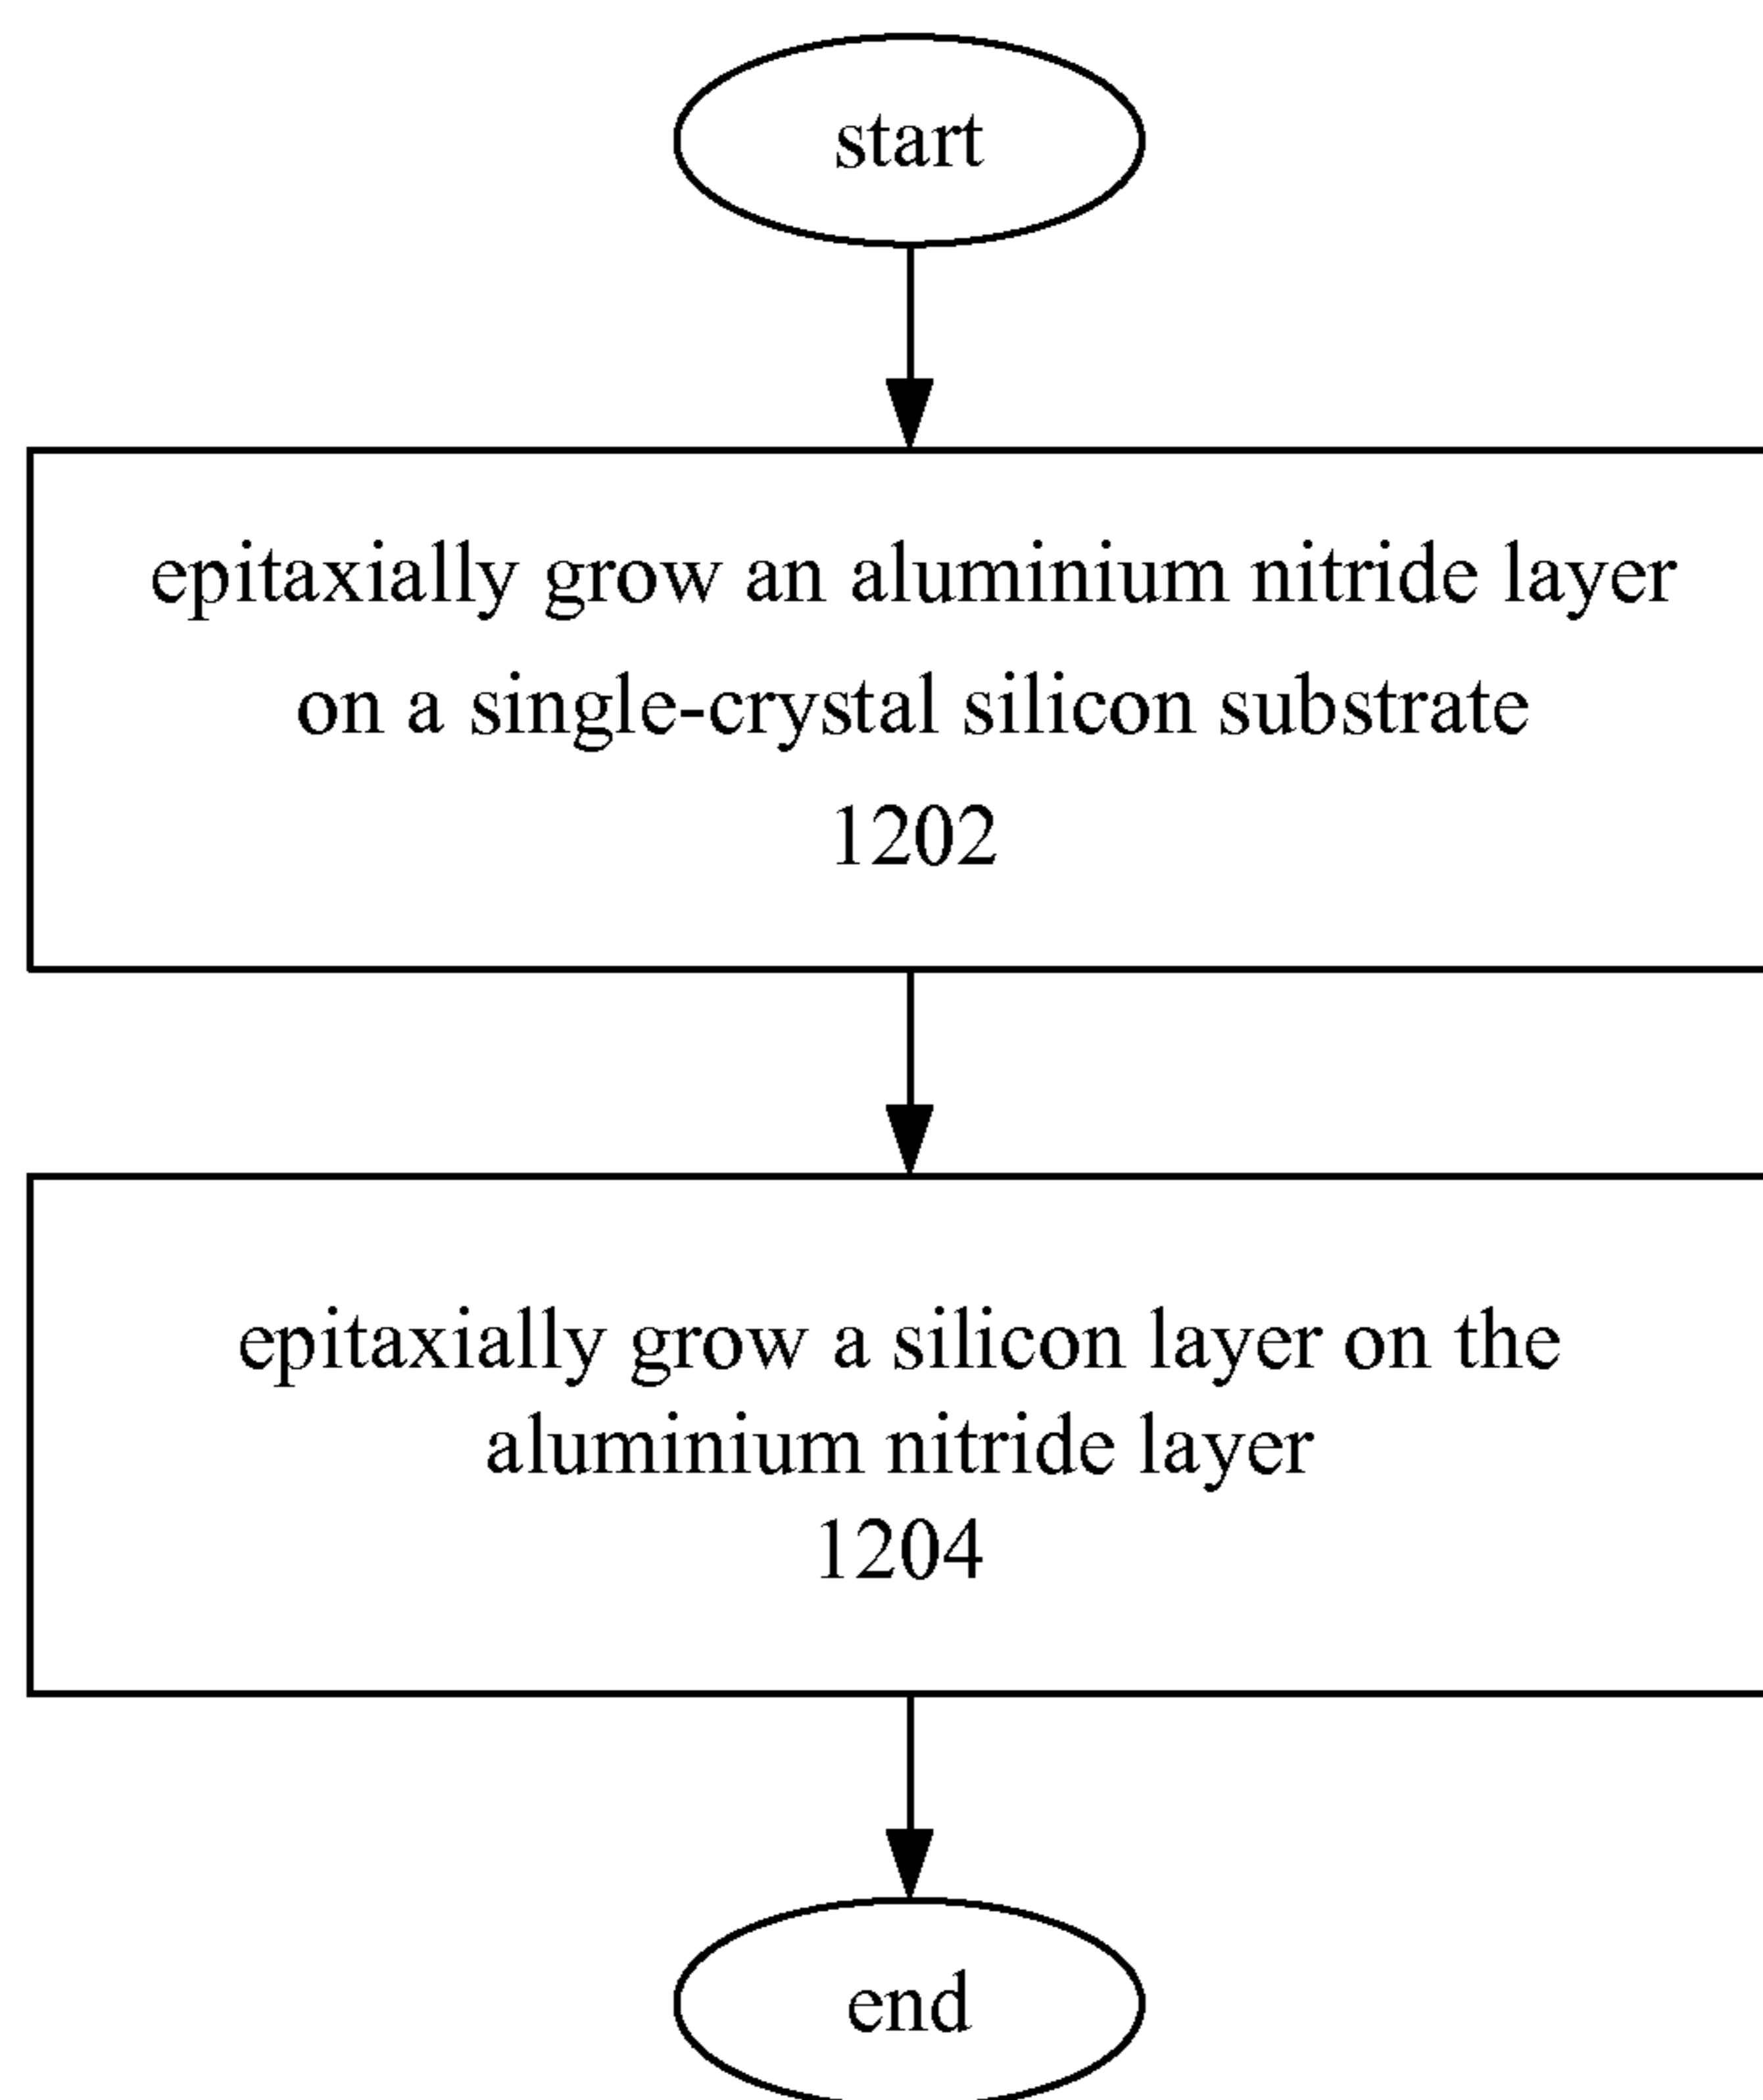 start
epitaxially grow an aluminium nitride layer
on a single-crystal silicon substrate
1202
epitaxially grow a silicon layer on the
aluminium nitride layer
1204
end